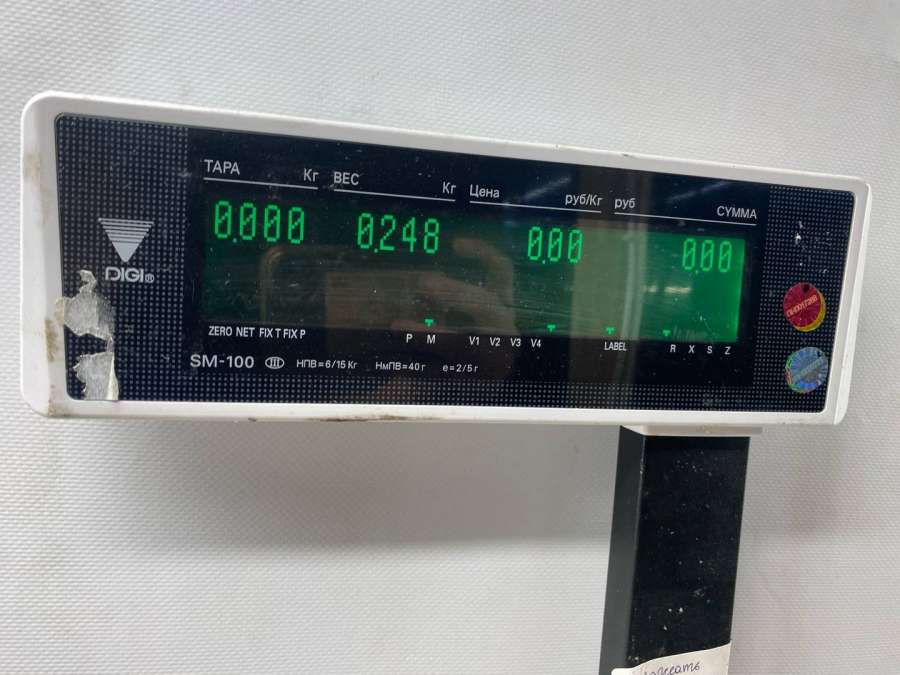 ТАРА Кг ВЕС Кг Цена руб/Кг руб СУММА
0.000 0.248 0.00 0.00
DIGI®
ZERO NET FIX T FIX P P M V1 V2 V3 V4 LABEL R X S Z
SM-100 III НПВ=6/15 Кг НмПВ=40 г e=2/5 г